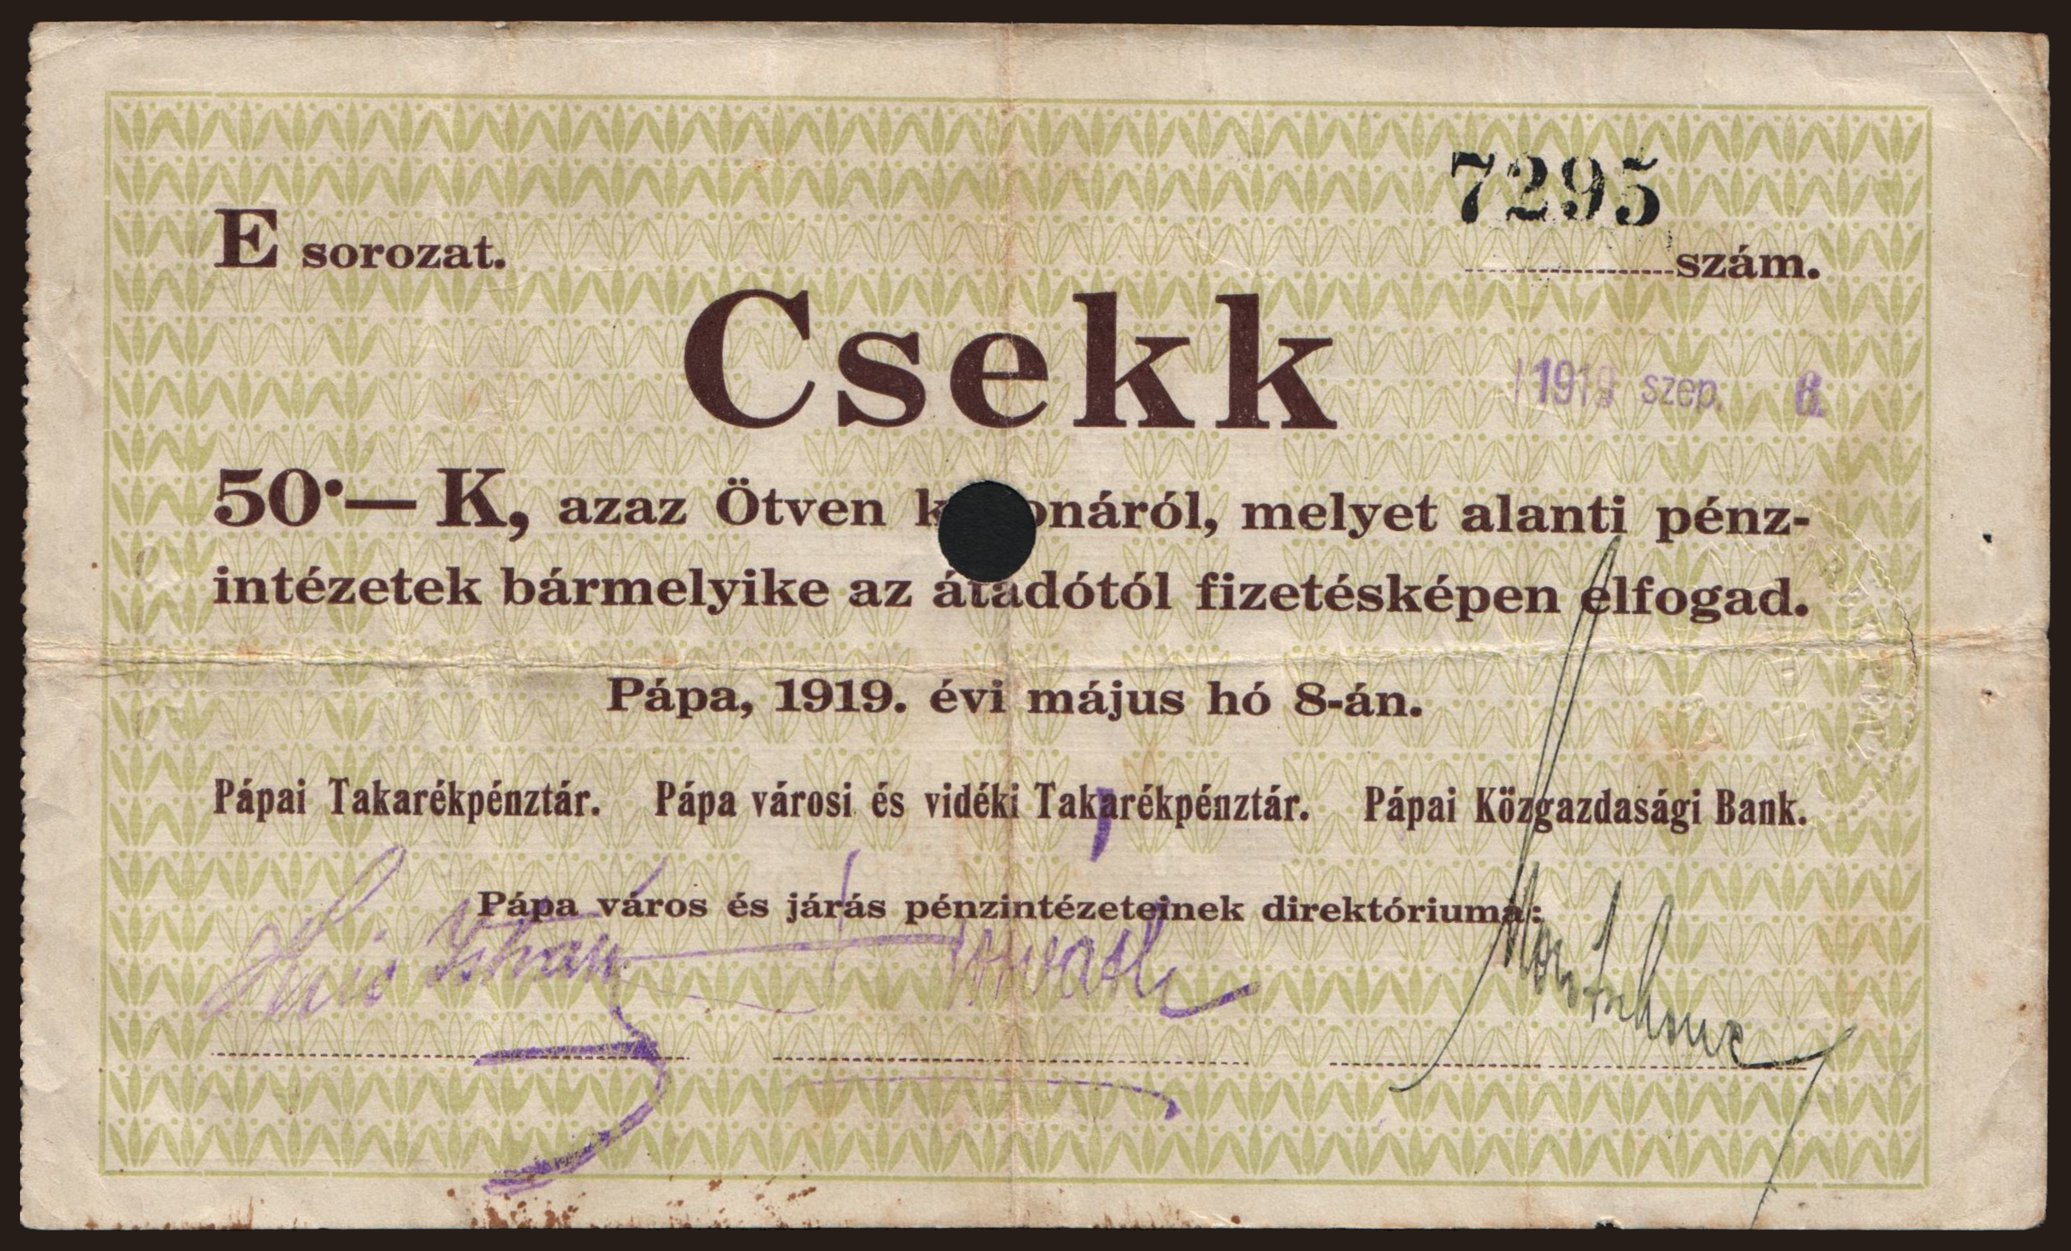 7295
E sorozat. szám.
Csekk
1919 szep. 6.
50·— K, azaz Ötven k onáról, melyet alanti pénz-
intézetek bármelyike az átadótól fizetésképen elfogad.
Pápa, 1919. évi május hó 8-án.
Pápai Takarékpénztár. Pápa városi és vidéki Takarékpénztár. Pápai Közgazdasági Bank.
Pápa város és járás pénzintézeteinek direktóriuma:
István